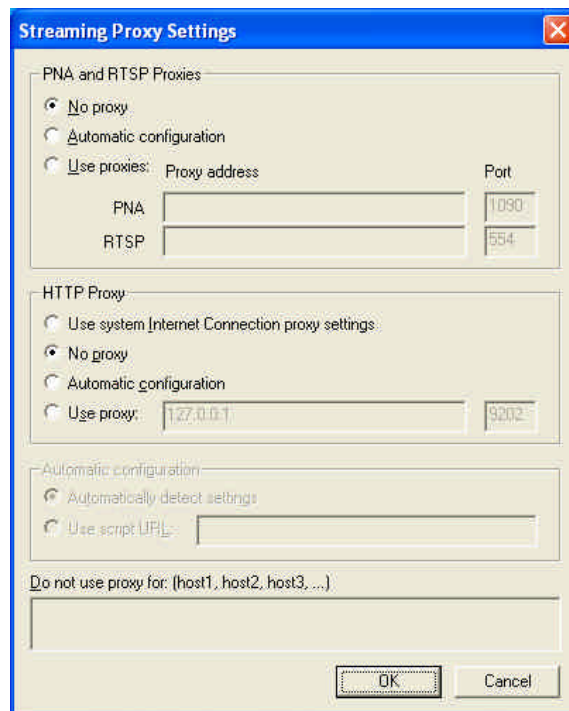 Streaming Proxy Settings
PNA and RTSP Proxies
No proxy
Automatic configuration
Use proxies: Proxy address Port
PNA 1090
RTSP 554
HTTP Proxy
Use system Internet Connection proxy settings
No proxy
Automatic configuration
Use proxy: 127.0.0.1 9202
Automatic configuration
Automatically detect settings
Use script URL:
Do not use proxy for: (host1, host2, host3, ...)
OK Cancel